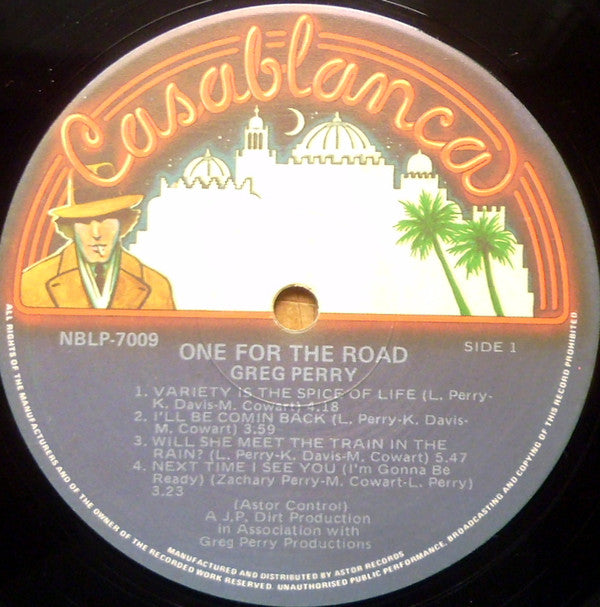 Casablanca
NBLP-7009
SIDE 1
ONE FOR THE ROAD
GREG PERRY
1. VARIETY IS THE SPICE OF LIFE (L. Perry-
K. Davis-M. Cowart) 4.18
2. I'LL BE COMIN BACK (L. Perry-K. Davis-
M. Cowart) 3.59
3. WILL SHE MEET THE TRAIN IN THE
RAIN? (L. Perry-K. Davis-M. Cowart) 5.47
4. NEXT TIME I SEE YOU (I'm Gonna Be
Ready) (Zachary Perry-M. Cowart-L. Perry)
3.23
(Astor Control)
A J.P. Dirt Production
in Association with
Greg Perry Productions
MANUFACTURED AND DISTRIBUTED BY ASTOR RECORDS
ALL RIGHTS OF THE MANUFACTURERS AND OF THE OWNER OF THE RECORDED WORK RESERVED. UNAUTHORISED PUBLIC PERFORMANCE, BROADCASTING AND COPYING OF THIS RECORD PROHIBITED.